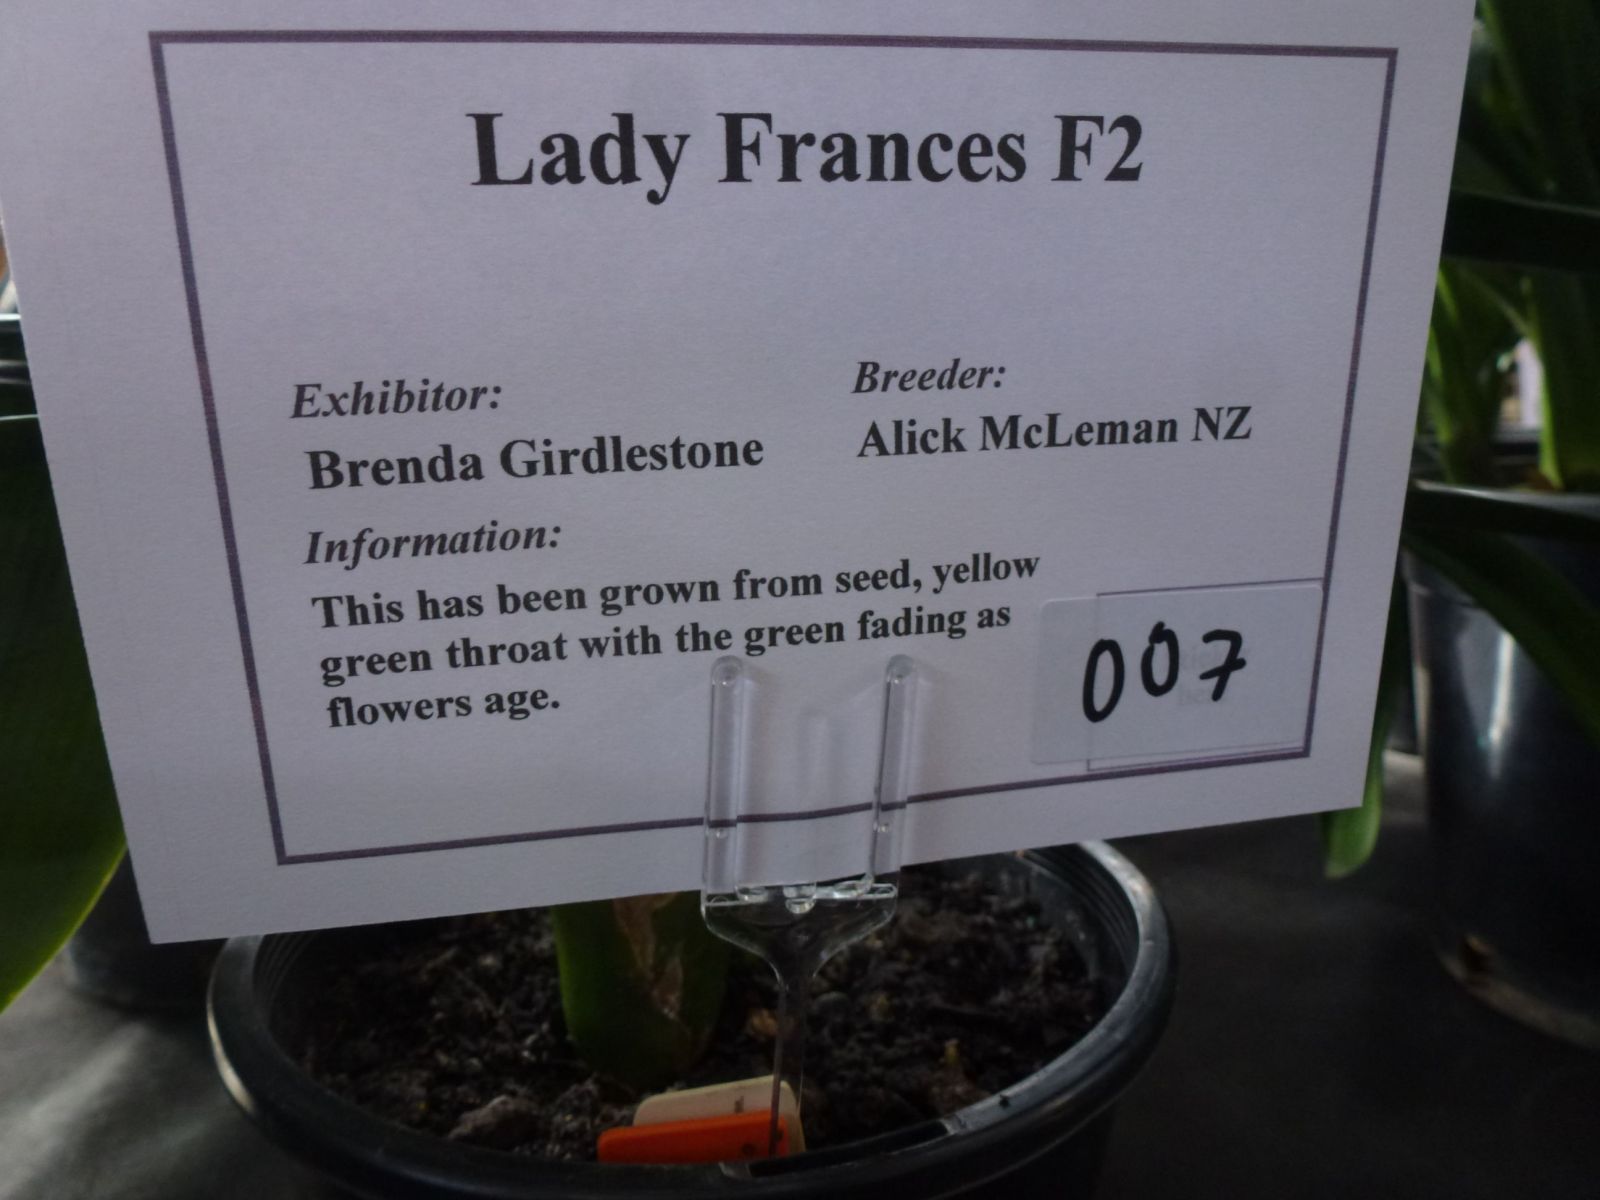 Lady Frances F2
Exhibitor:
Breeder:
Brenda Girdlestone
Alick McLeman NZ
Information:
This has been grown from seed, yellow
green throat with the green fading as
flowers age.
007